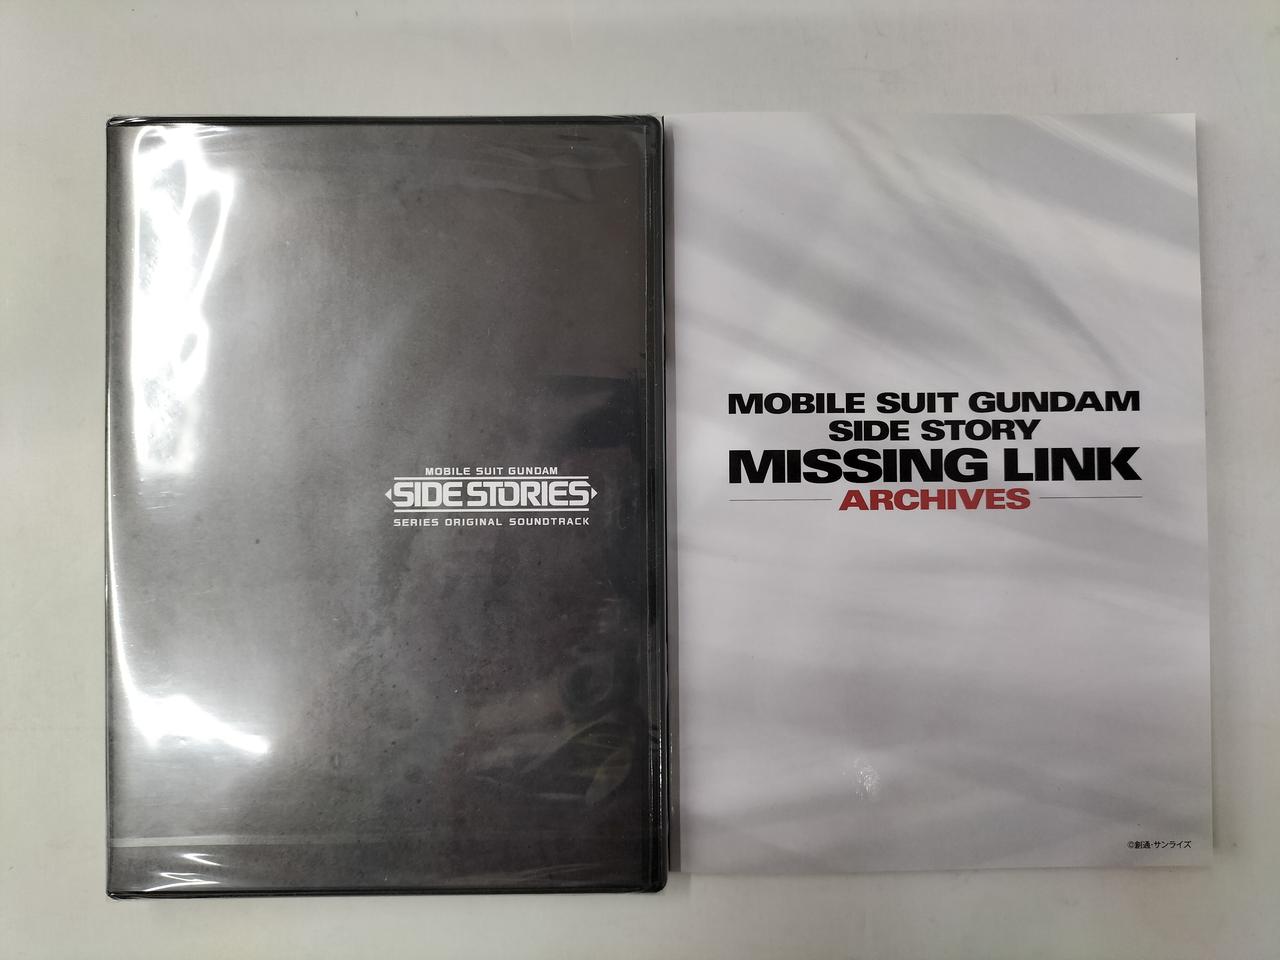 MOBILE SUIT GUNDAM
SIDE STORIES
SERIES ORIGINAL SOUNDTRACK
MOBILE SUIT GUNDAM
SIDE STORY
MISSING LINK
ARCHIVES
©創通・サンライズ